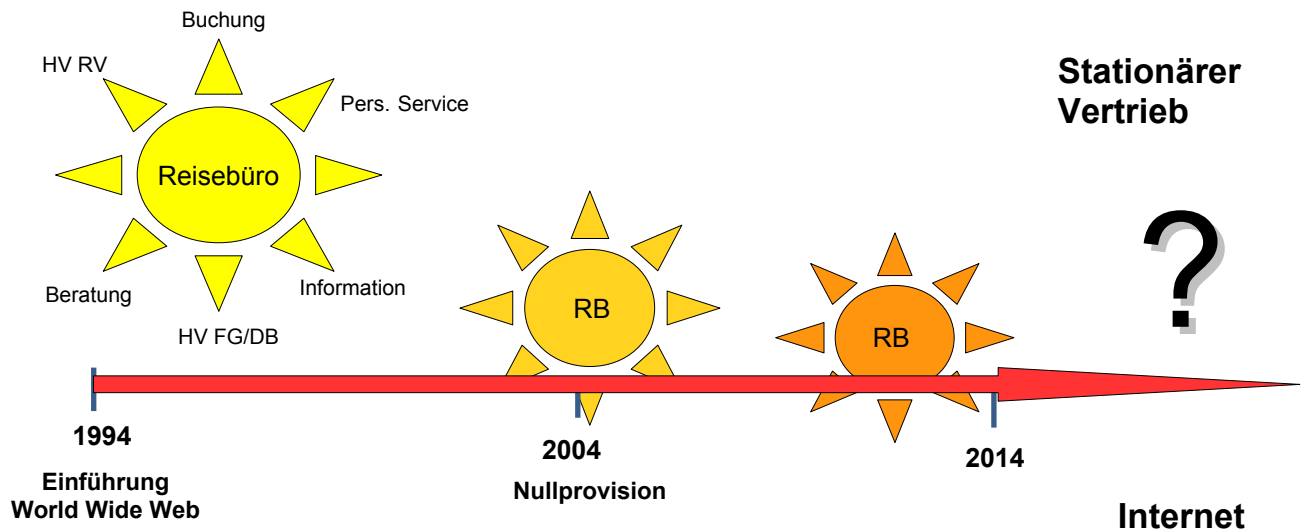 Buchung
HV RV
Pers. Service
Reisebüro
Beratung
Information
HV FG/DB
Stationärer
Vertrieb
?
RB
RB
1994
Einführung
World Wide Web
2004
Nullprovision
2014
Internet